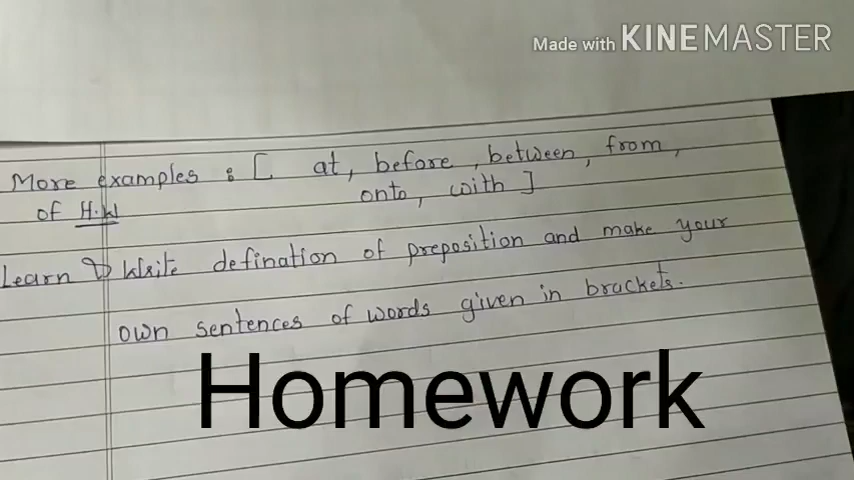 Made with KINEMASTER
More examples : [ at, before, between, from,
of H.W onto, with ]
Learn 1) Write defination of preposition and make your
own sentences of words given in brackets.
Homework